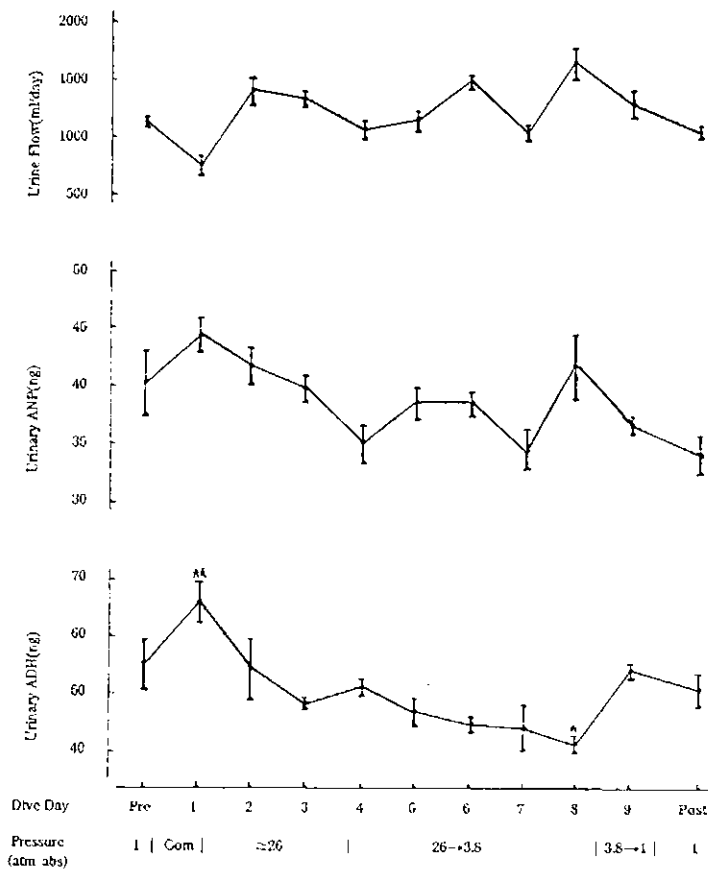 2000
1500
1000
500
Urine Flow(ml/day)
50
45
40
35
30
Urinary ANP(ng)
**
70
60
50
40
*
Urinary ADH(ng)
Dive Day Pre 1 2 3 4 5 6 7 8 9 Post
Pressure 1 | Com | ≃26 | 26→3.8 | 3.8→1 | 1
(atm abs)